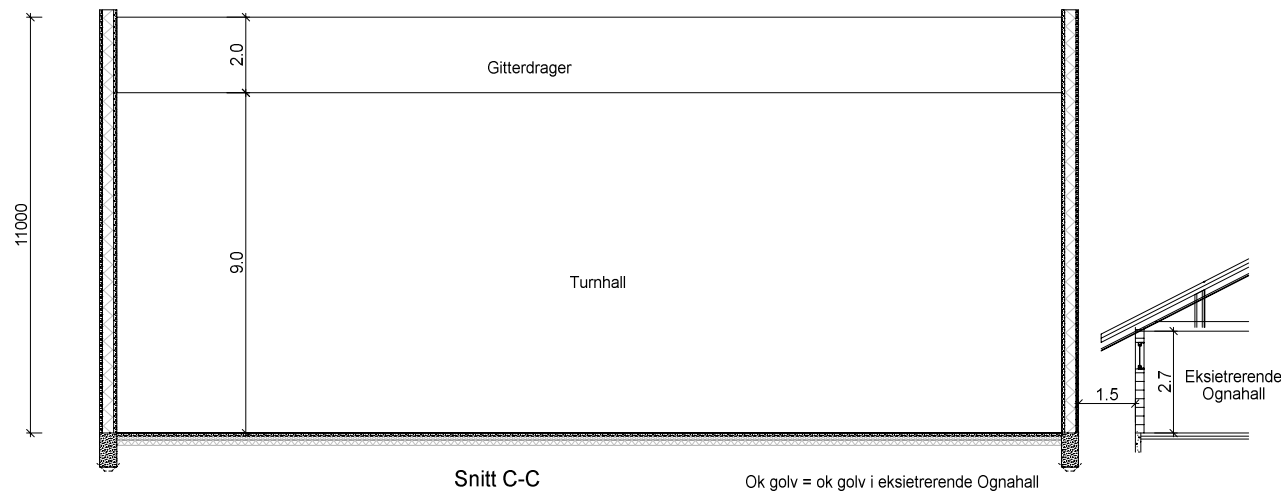 2.0
Gitterdrager
11000
9.0
Turnhall
2.7
Eksietrerende
Ognahall
1.5
Snitt C-C
Ok golv = ok golv i eksietrerende Ognahall